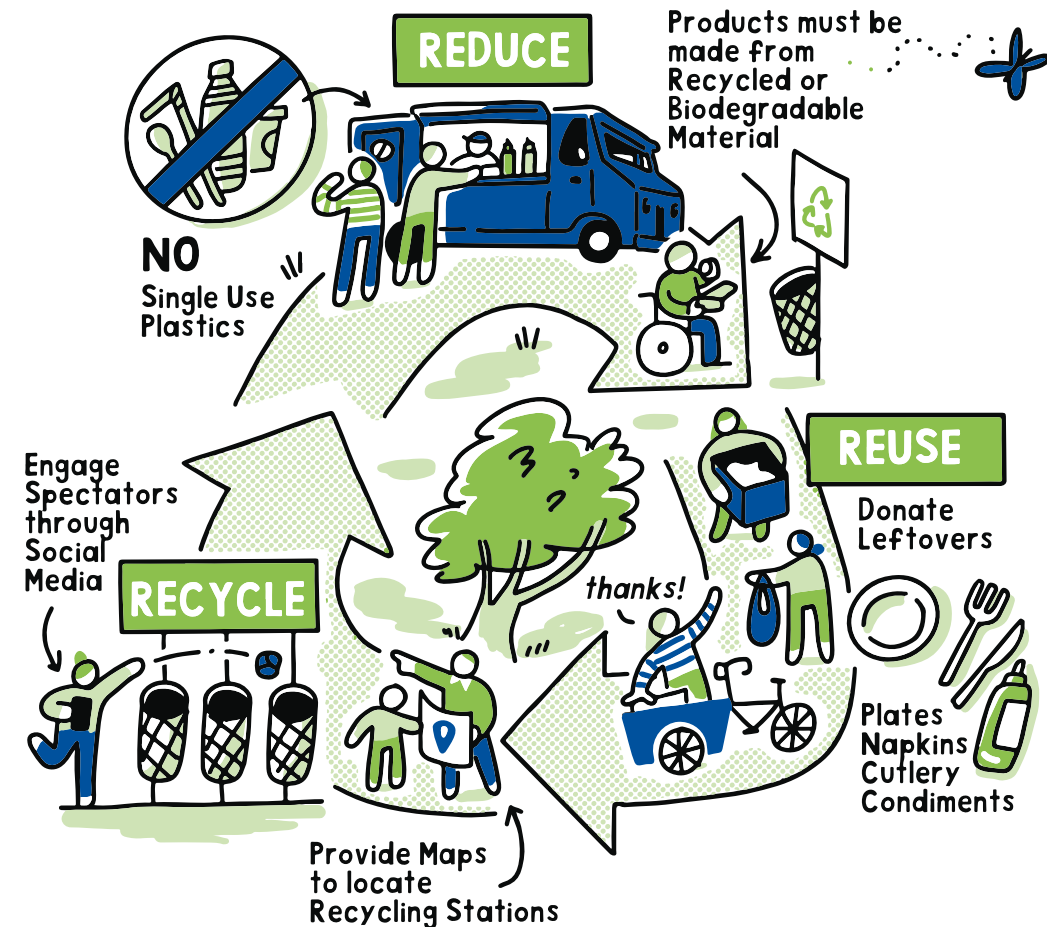 REDUCE
Products must be
made from
Recycled or
Biodegradable
Material
NO
Single Use
Plastics
REUSE
Donate
Leftovers
thanks!
Plates
Napkins
Cutlery
Condiments
Engage
Spectators
through
Social
Media
RECYCLE
Provide Maps
to locate
Recycling Stations